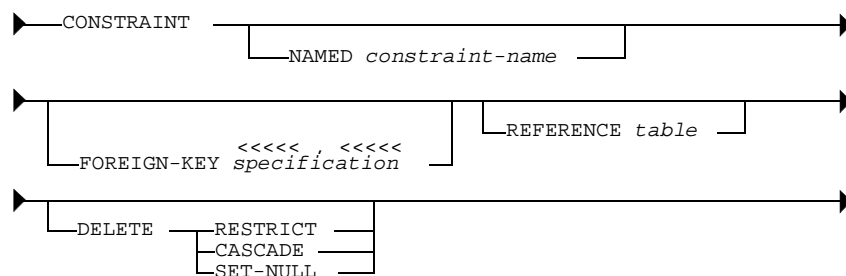 CONSTRAINT
NAMED constraint-name
<<<<< , <<<<<
FOREIGN-KEY specification
REFERENCE table
DELETE RESTRICT
CASCADE
SET-NULL